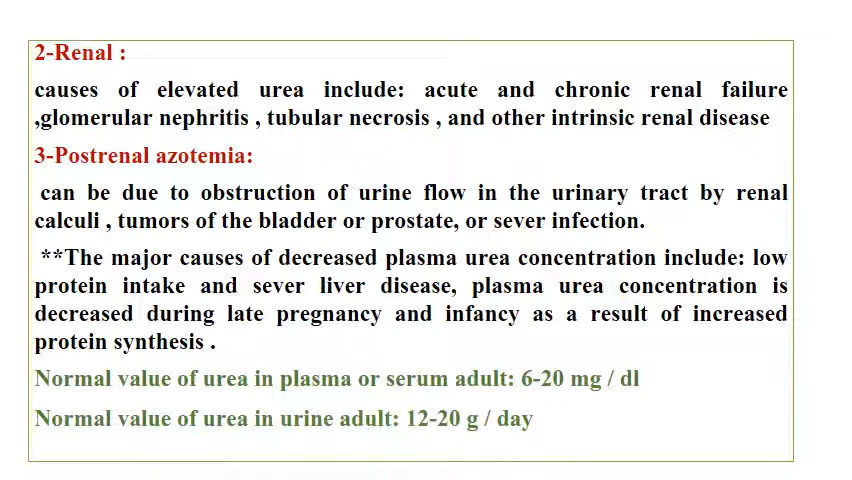 2-Renal :
causes of elevated urea include: acute and chronic renal failure
,glomerular nephritis , tubular necrosis , and other intrinsic renal disease
3-Postrenal azotemia:
can be due to obstruction of urine flow in the urinary tract by renal
calculi , tumors of the bladder or prostate, or sever infection.
**The major causes of decreased plasma urea concentration include: low
protein intake and sever liver disease, plasma urea concentration is
decreased during late pregnancy and infancy as a result of increased
protein synthesis .
Normal value of urea in plasma or serum adult: 6-20 mg / dl
Normal value of urea in urine adult: 12-20 g / day